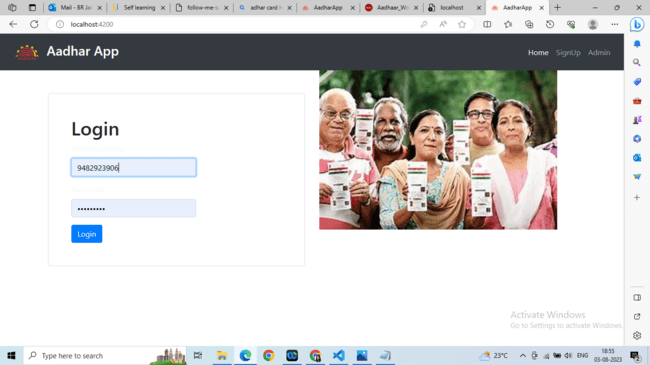 Mail - BR Ja
Self learning
follow-me-s
adhar card l
AadharApp
Aadhaar_Wo
localhost
AadharApp
localhost:4200
Aadhar App
Home SignUp Admin
Login
9482923906
•••••••••
Login
Activate Windows
Go to Settings to activate Windows.
Type here to search
23°C
ENG
18:55
03-08-2023
2